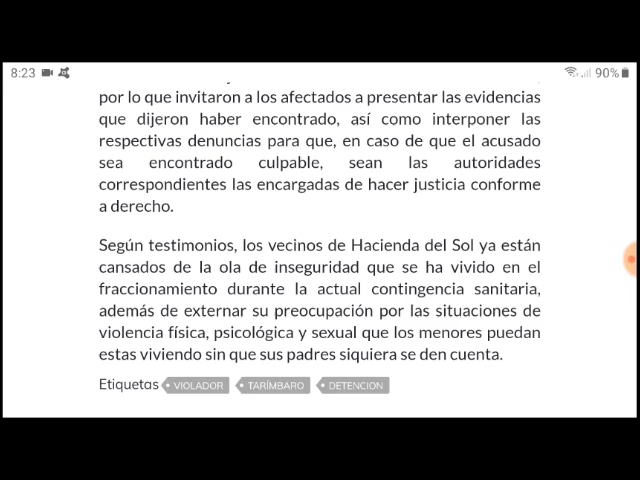 8:23
90%
por lo que invitaron a los afectados a presentar las evidencias
que dijeron haber encontrado, así como interponer las
respectivas denuncias para que, en caso de que el acusado
sea encontrado culpable, sean las autoridades
correspondientes las encargadas de hacer justicia conforme
a derecho.
Según testimonios, los vecinos de Hacienda del Sol ya están
cansados de la ola de inseguridad que se ha vivido en el
fraccionamiento durante la actual contingencia sanitaria,
además de externar su preocupación por las situaciones de
violencia física, psicológica y sexual que los menores puedan
estas viviendo sin que sus padres siquiera se den cuenta.
Etiquetas VIOLADOR TARÍMBARO DETENCION